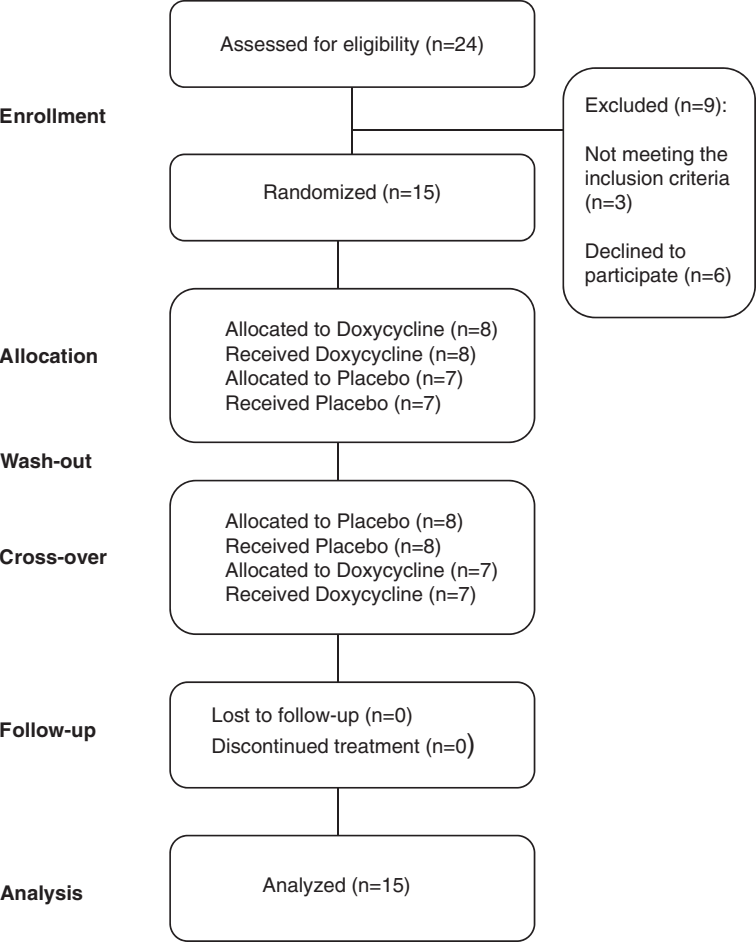 Assessed for eligibility (n=24)
Enrollment
Excluded (n=9):
Not meeting the
inclusion criteria
(n=3)
Declined to
participate (n=6)
Randomized (n=15)
Allocation
Allocated to Doxycycline (n=8)
Received Doxycycline (n=8)
Allocated to Placebo (n=7)
Received Placebo (n=7)
Wash-out
Cross-over
Allocated to Placebo (n=8)
Received Placebo (n=8)
Allocated to Doxycycline (n=7)
Received Doxycycline (n=7)
Follow-up
Lost to follow-up (n=0)
Discontinued treatment (n=0)
Analysis
Analyzed (n=15)